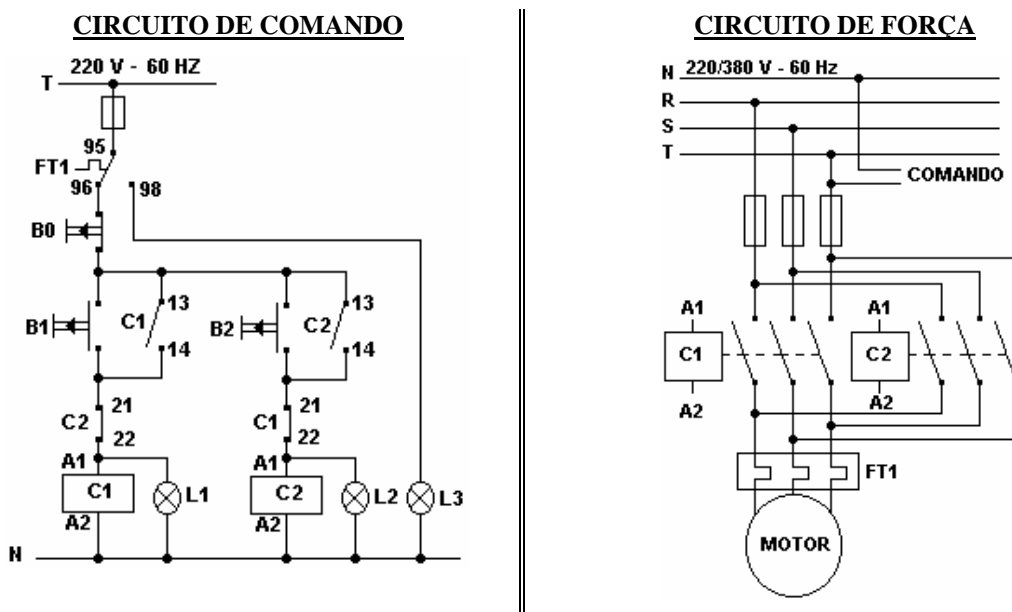 CIRCUITO DE COMANDO
220 V - 60 HZ
T
95
FT1
96
98
B0
13
13
B1
C1
B2
C2
14
14
21
21
C2
C1
22
22
A1
A1
C1
L1
C2
L2
L3
A2
A2
N
CIRCUITO DE FORÇA
N 220/380 V - 60 Hz
R
S
T
COMANDO
A1
A1
C1
C2
A2
A2
FT1
MOTOR